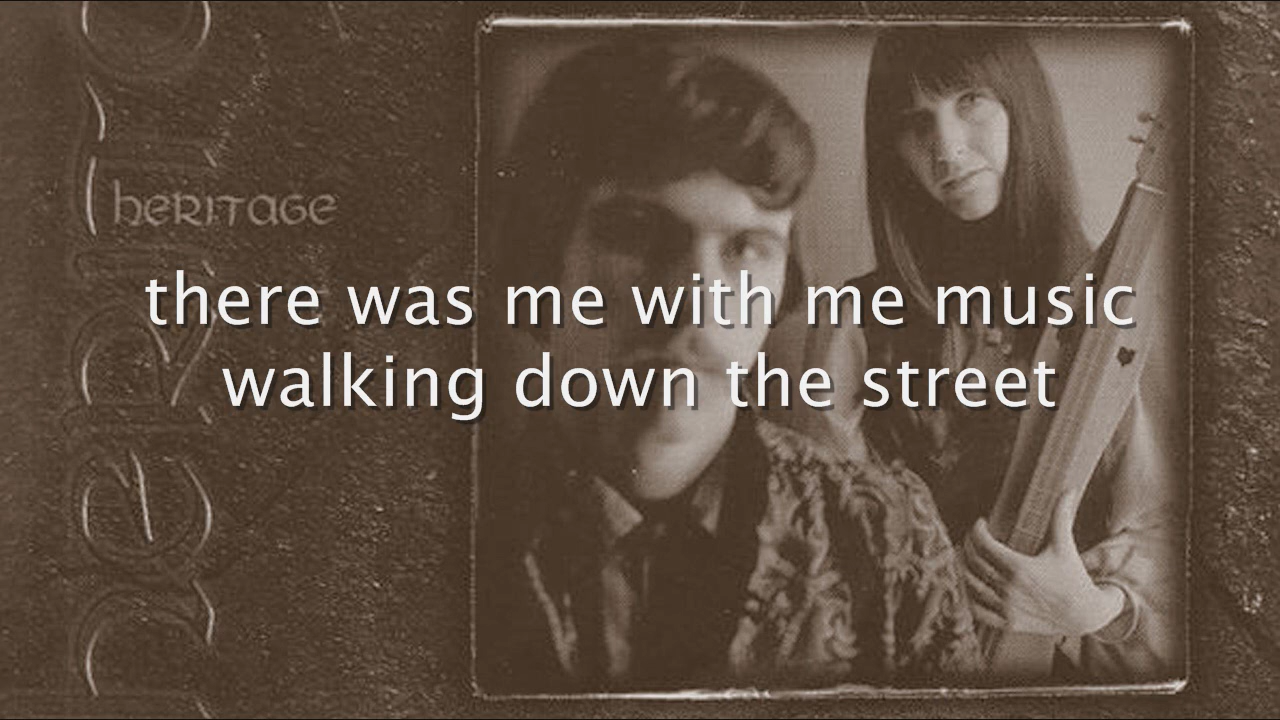 heritage
there was me with me music
walking down the street